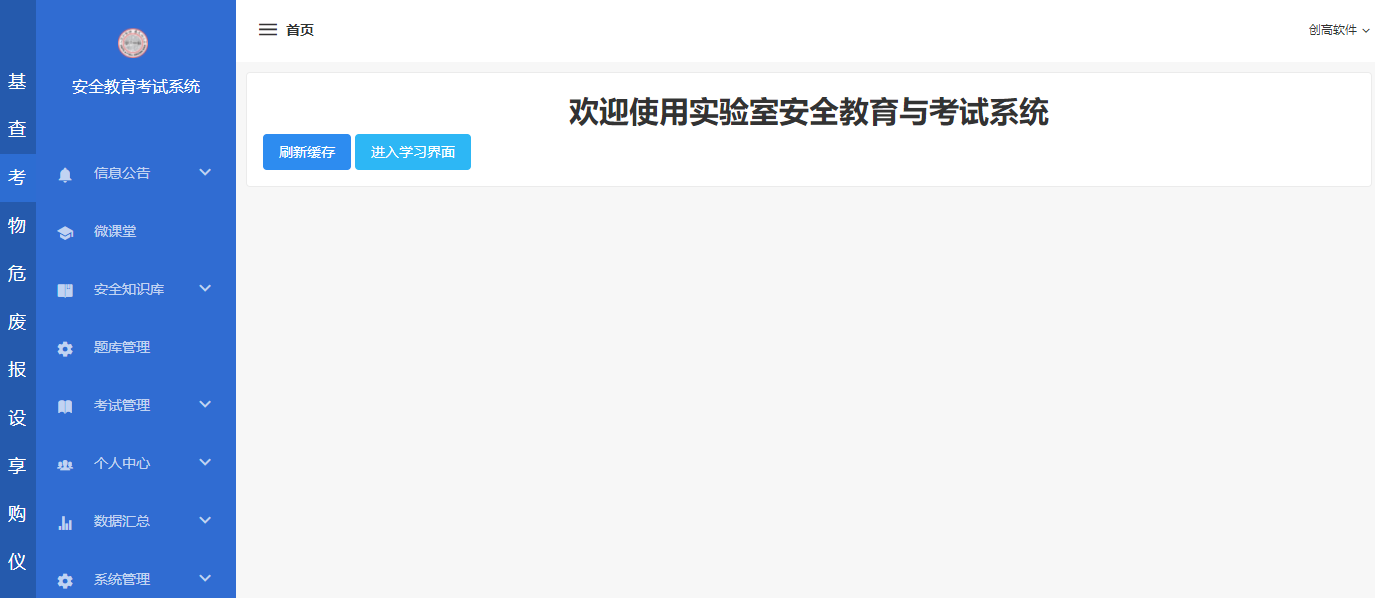 基
查
考
物
危
废
报
设
享
购
仪
安全教育考试系统
信息公告
微课堂
安全知识库
题库管理
考试管理
个人中心
数据汇总
系统管理
首页
创高软件
欢迎使用实验室安全教育与考试系统
刷新缓存
进入学习界面